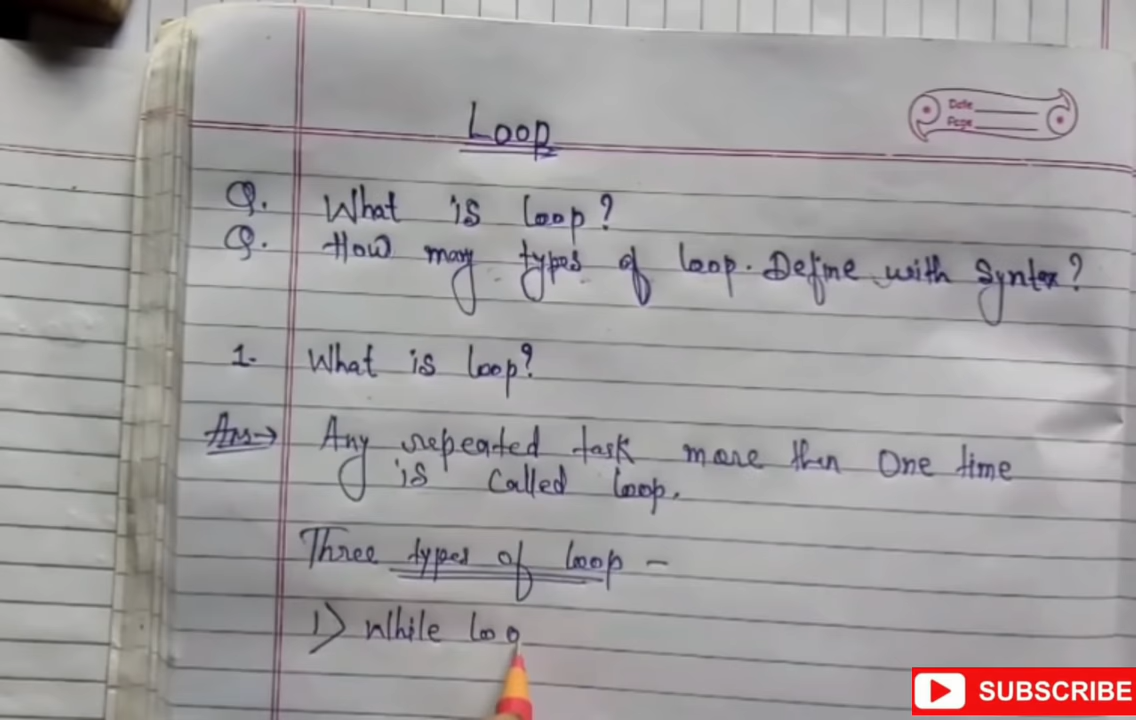 Loop
Date
Page
Q. What is loop?
Q. How many types of loop. Define with Syntex?
1. What is loop?
Ans→ Any repeated task more then One time
is Called loop.
Three types of loop -
1) While loo
SUBSCRIBE